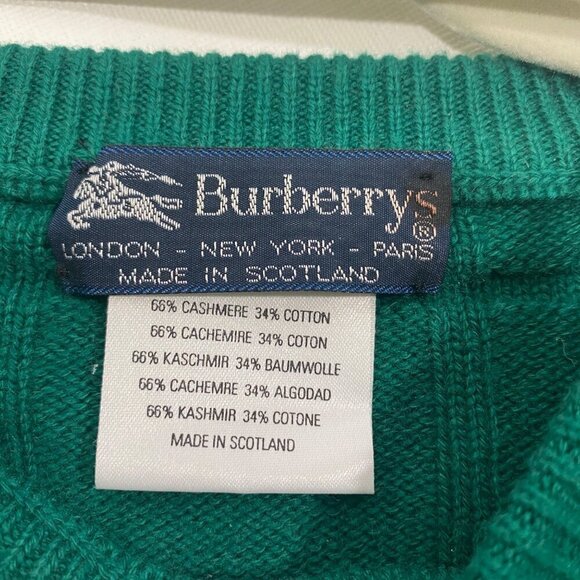 Burberrys®
LONDON - NEW YORK - PARIS
MADE IN SCOTLAND
66% CASHMERE 34% COTTON
66% CACHEMIRE 34% COTON
66% KASCHMIR 34% BAUMWOLLE
66% CACHEMRE 34% ALGODAD
66% KASHMIR 34% COTONE
MADE IN SCOTLAND